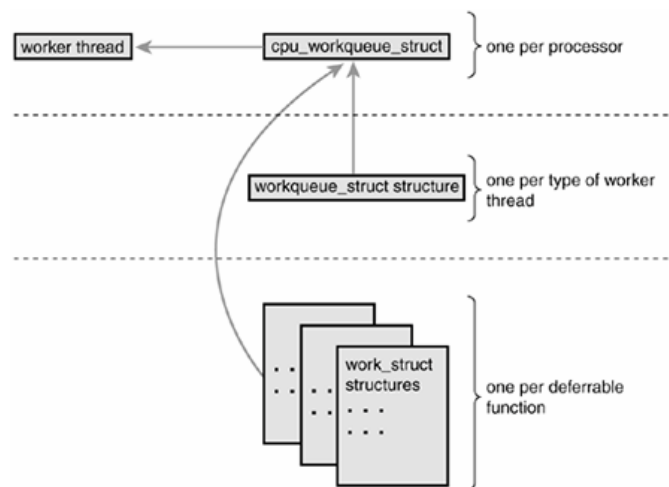 worker thread
cpu_workqueue_struct
one per processor
workqueue_struct structure
one per type of worker
thread
work_struct
structures
one per deferrable
function